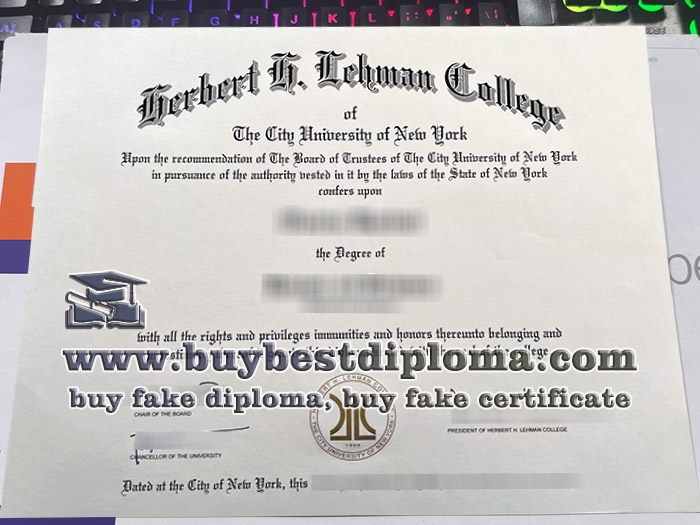 Herbert H. Lehman College
of
The City University of New York
Upon the recommendation of The Board of Trustees of The City University of New York
in pursuance of the authority vested in it by the laws of the State of New York
confers upon
the Degree of
with all the rights and privileges immunities and honors thereunto belonging and
www.buybestdiploma.com
college
buy fake diploma, buy fake certificate
CHAIR OF THE BOARD
PRESIDENT OF HERBERT H. LEHMAN COLLEGE
CHANCELLOR OF THE UNIVERSITY
Dated at the City of New York, this